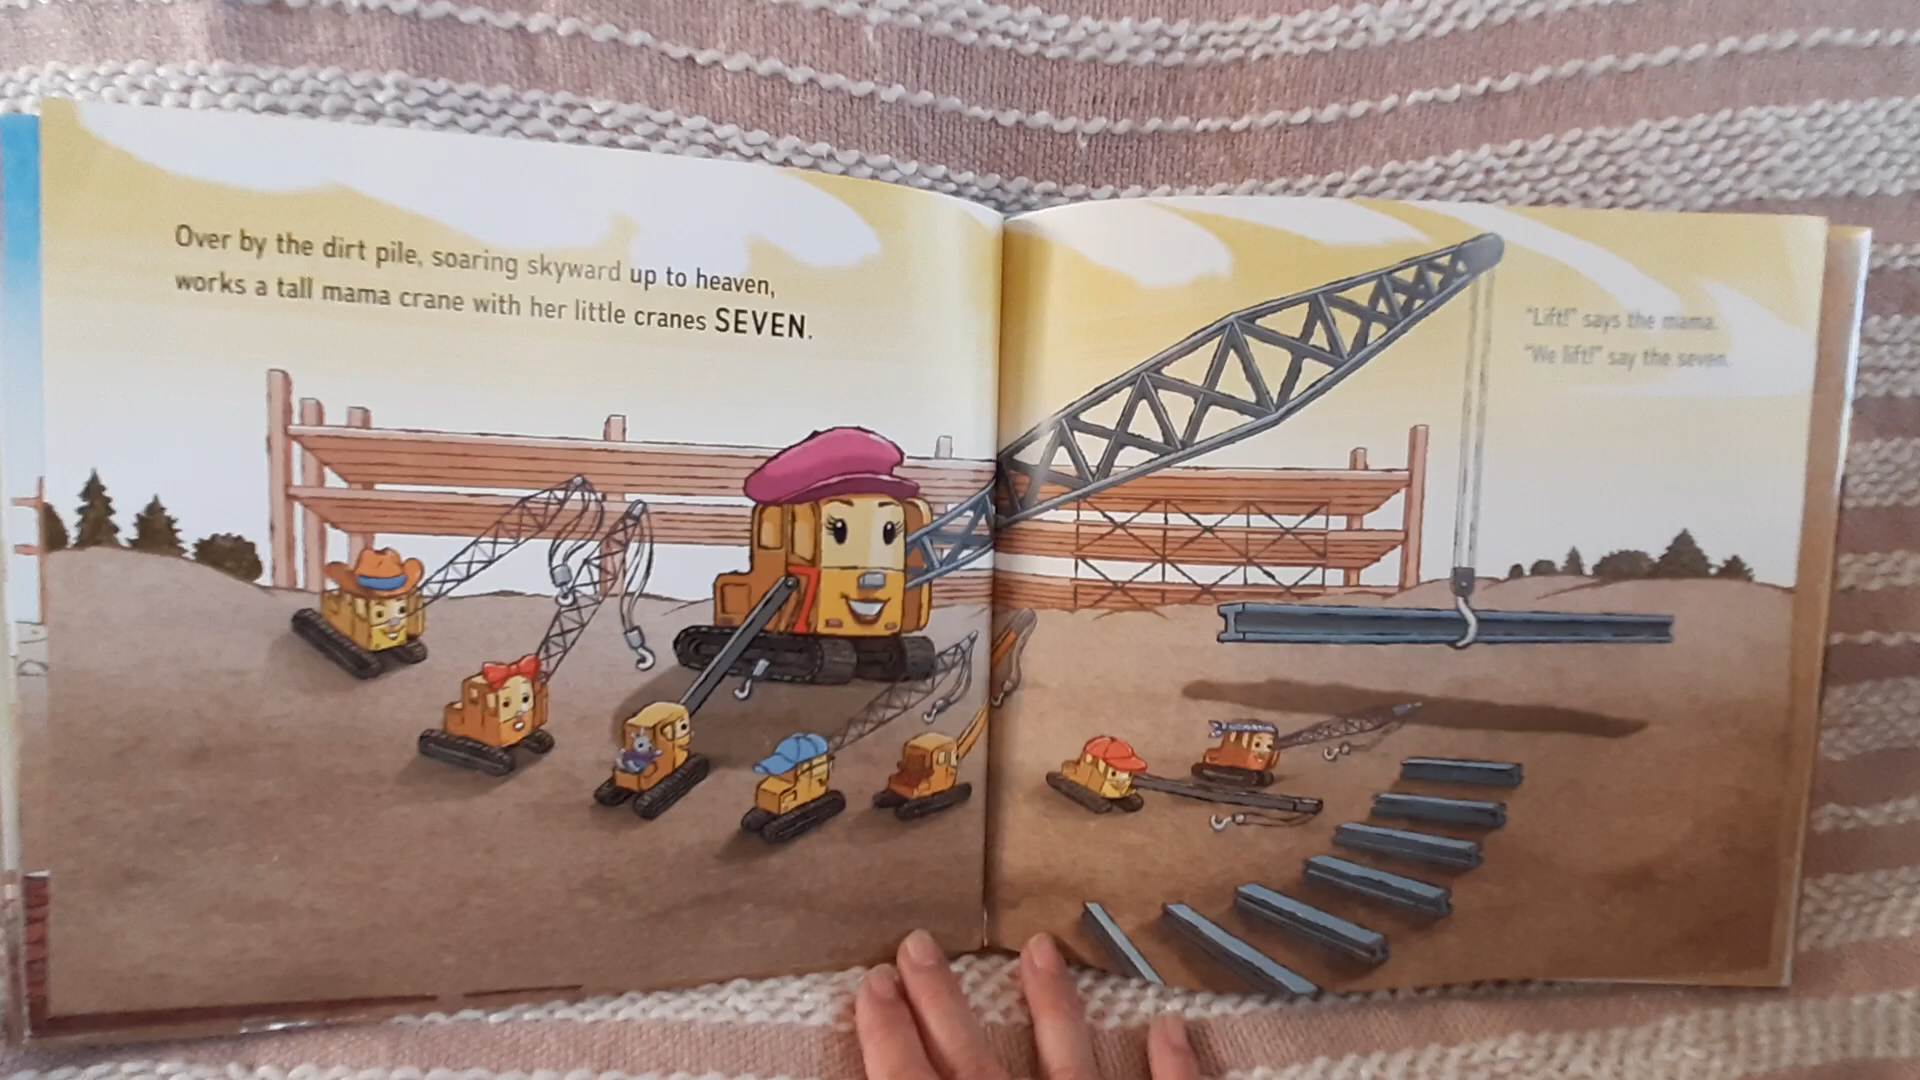 Over by the dirt pile, soaring skyward up to heaven,
works a tall mama crane with her little cranes SEVEN.
"Lift!" says the mama.
"We lift!" say the seven.